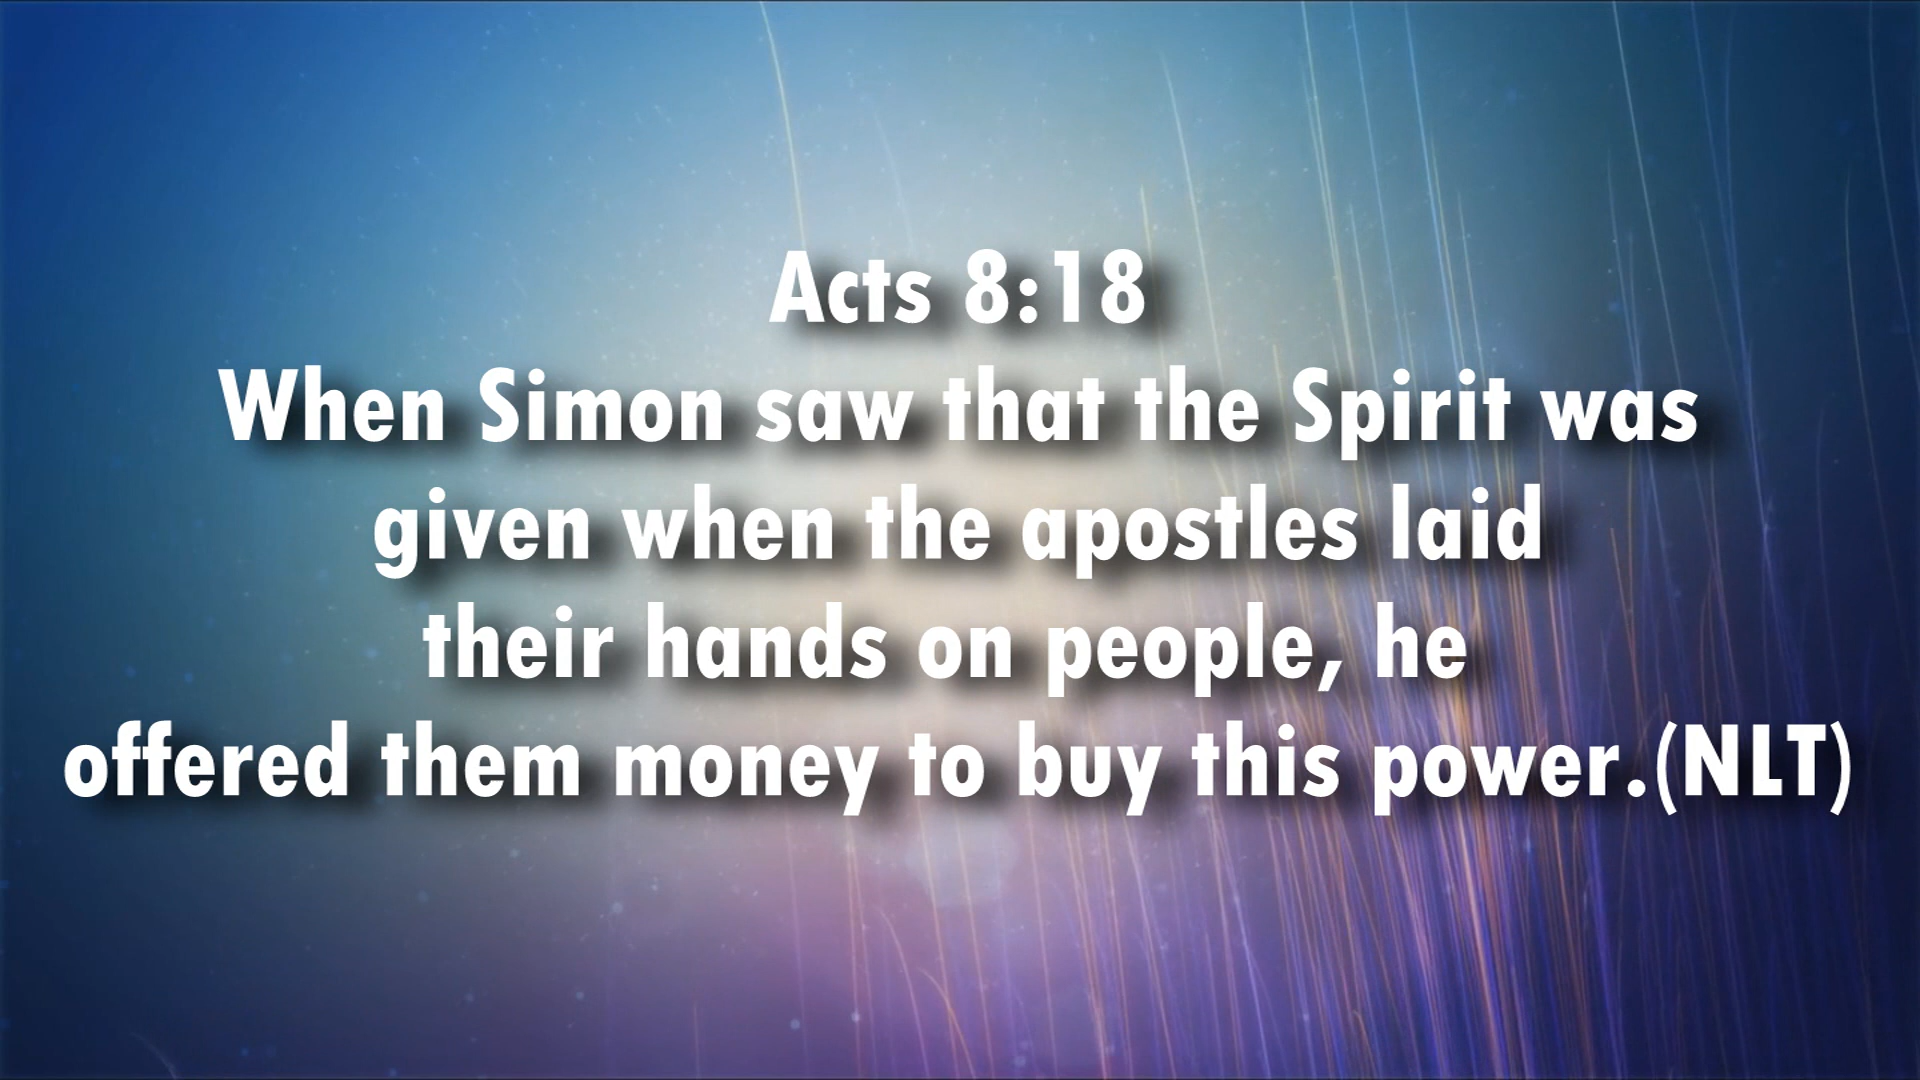 Acts 8:18
When Simon saw that the Spirit was
given when the apostles laid
their hands on people, he
offered them money to buy this power.(NLT)